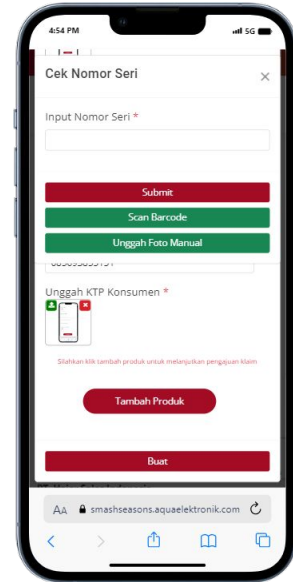 4:54 PM
5G
Cek Nomor Seri
Input Nomor Seri *
Submit
Scan Barcode
Unggah Foto Manual
Unggah KTP Konsumen *
Silahkan klik tambah produk untuk melanjutkan pengajuan klaim
Tambah Produk
Buat
AA smashseasons.aquaelektronik.com